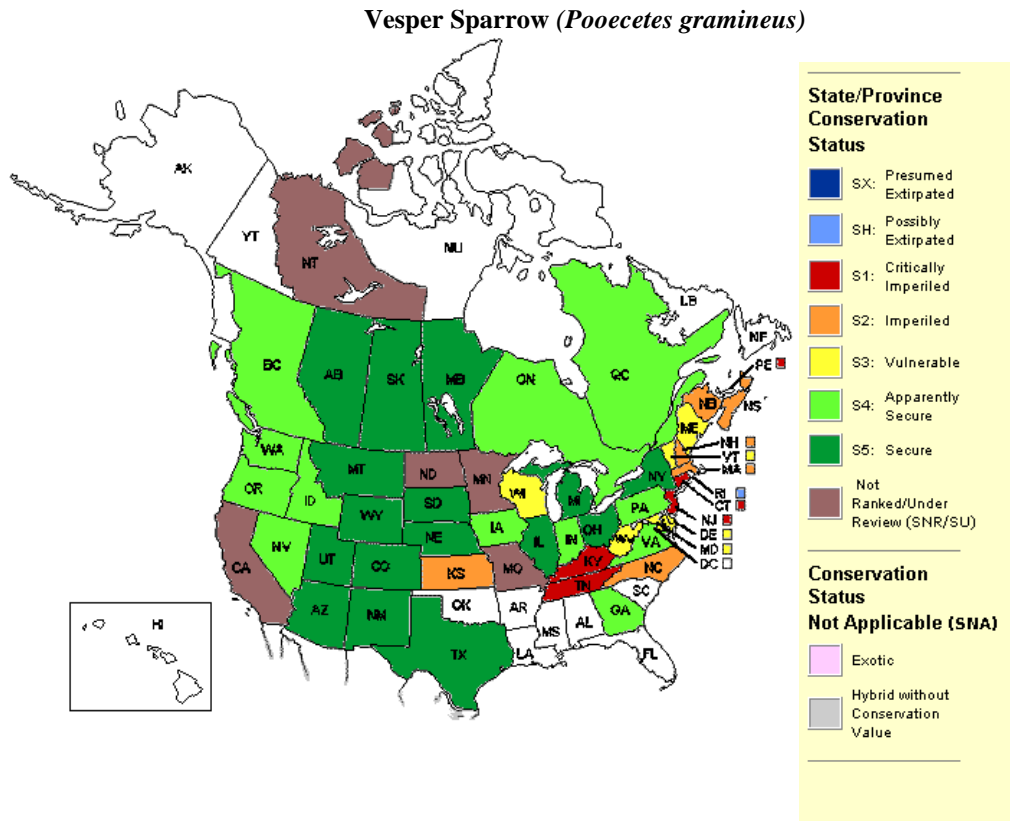 Vesper Sparrow (Pooecetes gramineus)
State/Province
Conservation
Status
SX: Presumed
Extirpated
SH: Possibly
Extirpated
S1: Critically
Imperiled
S2: Imperiled
S3: Vulnerable
S4: Apparently
Secure
S5: Secure
Not
Ranked/Under
Review (SNR/SU)
Conservation
Status
Not Applicable (SNA)
Exotic
Hybrid without
Conservation
Value
AK
YT
NT
NU
LB
NF
PE
BC
AB
SK
MB
ON
QC
NB
NS
ME
NH
VT
MA
RI
CT
NJ
DE
MD
DC
WA
MT
ND
MN
OR
ID
WY
SD
WI
MI
NY
NV
UT
CO
NE
IA
IL
IN
OH
PA
CA
KS
MO
KY
WV
VA
AZ
NM
OK
AR
TN
NC
SC
TX
LA
MS
AL
GA
FL
HI